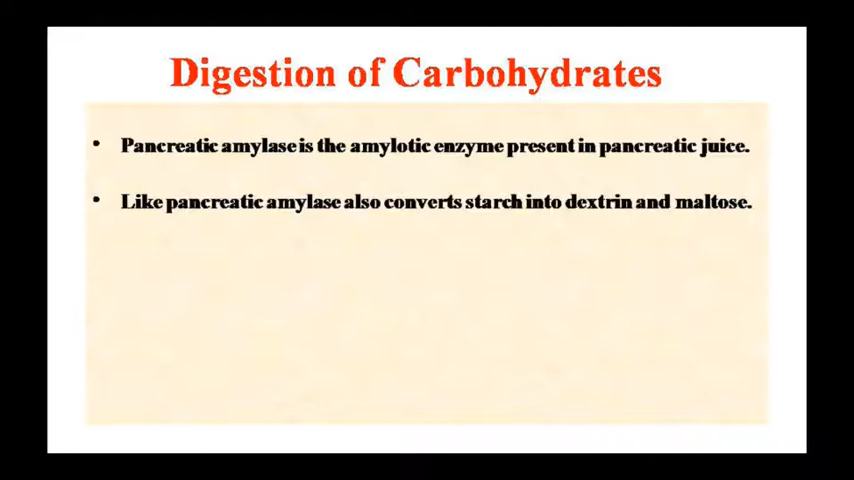 Digestion of Carbohydrates
• Pancreatic amylase is the amylotic enzyme present in pancreatic juice.
• Like pancreatic amylase also converts starch into dextrin and maltose.